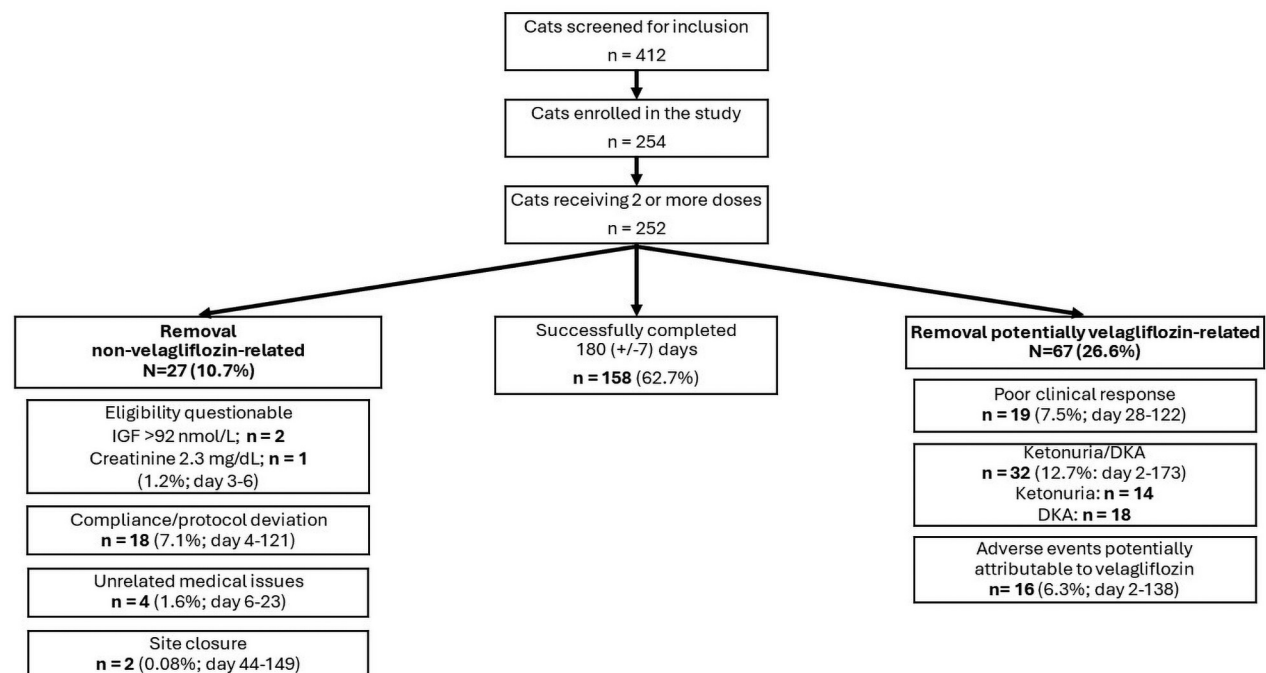 Cats screened for inclusion
n = 412
Cats enrolled in the study
n = 254
Cats receiving 2 or more doses
n = 252
Removal
non-velagliflozin-related
N=27 (10.7%)
Eligibility questionable
IGF >92 nmol/L; n = 2
Creatinine 2.3 mg/dL; n = 1
(1.2%; day 3-6)
Compliance/protocol deviation
n = 18 (7.1%; day 4-121)
Unrelated medical issues
n = 4 (1.6%; day 6-23)
Site closure
n = 2 (0.08%; day 44-149)
Successfully completed
180 (+/-7) days
n = 158 (62.7%)
Removal potentially velagliflozin-related
N=67 (26.6%)
Poor clinical response
n = 19 (7.5%; day 28-122)
Ketonuria/DKA
n = 32 (12.7%: day 2-173)
Ketonuria: n = 14
DKA: n = 18
Adverse events potentially
attributable to velagliflozin
n= 16 (6.3%; day 2-138)